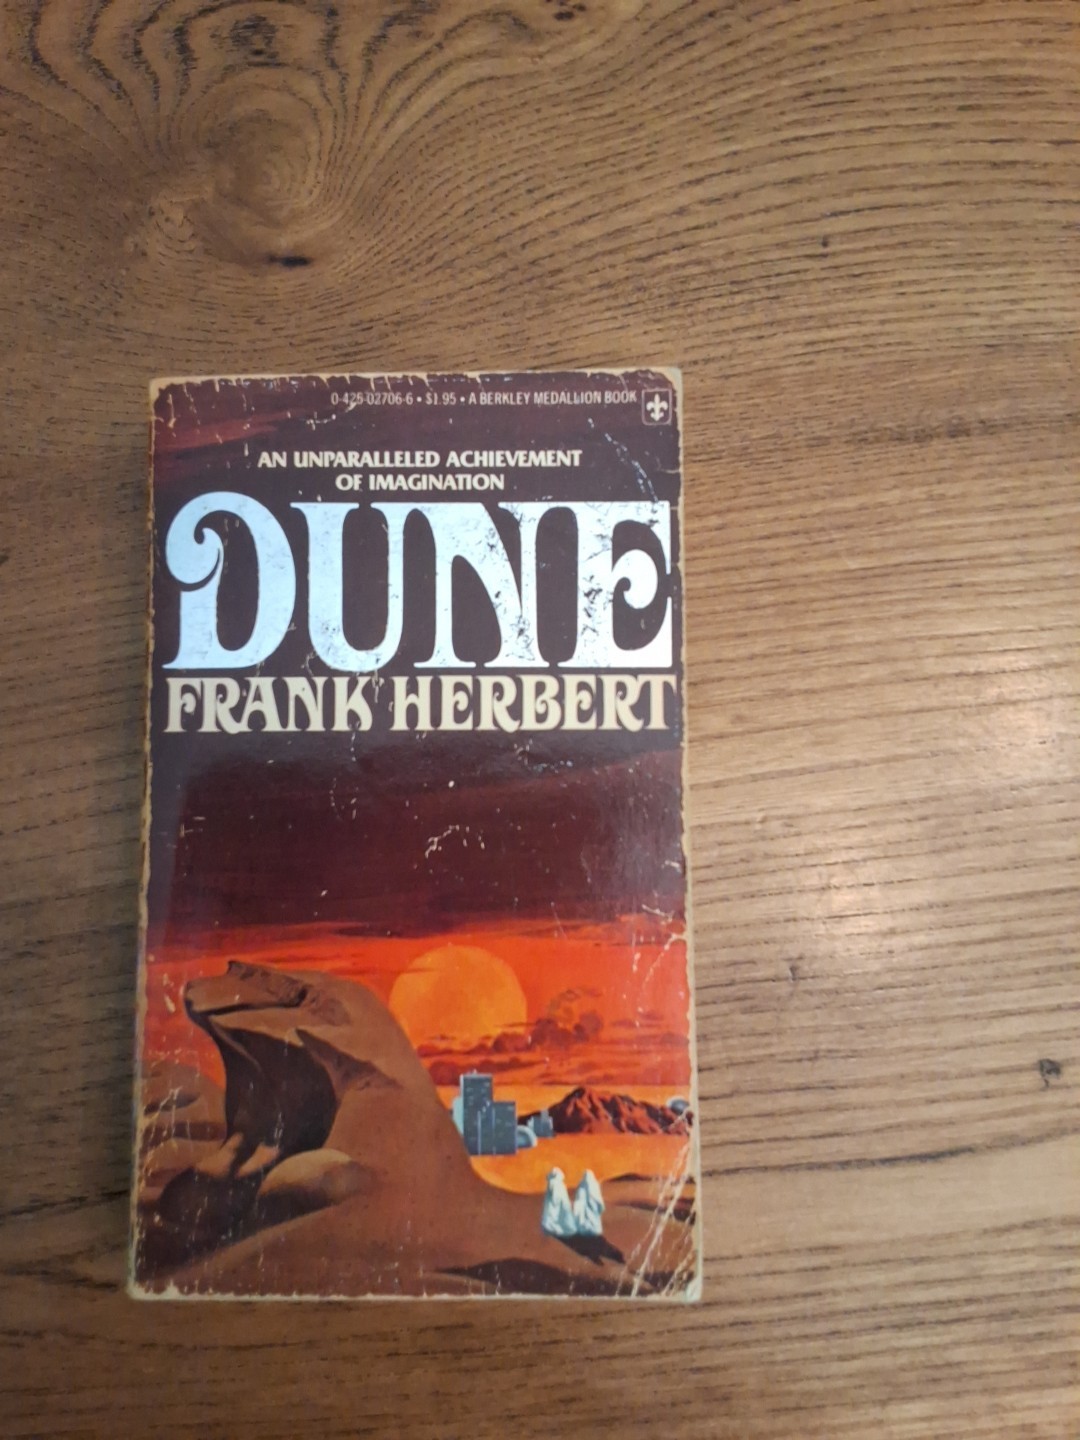 0-425-02706-6 • $1.95 • A BERKLEY MEDALLION BOOK
AN UNPARALLELED ACHIEVEMENT
OF IMAGINATION
DUNE
FRANK HERBERT